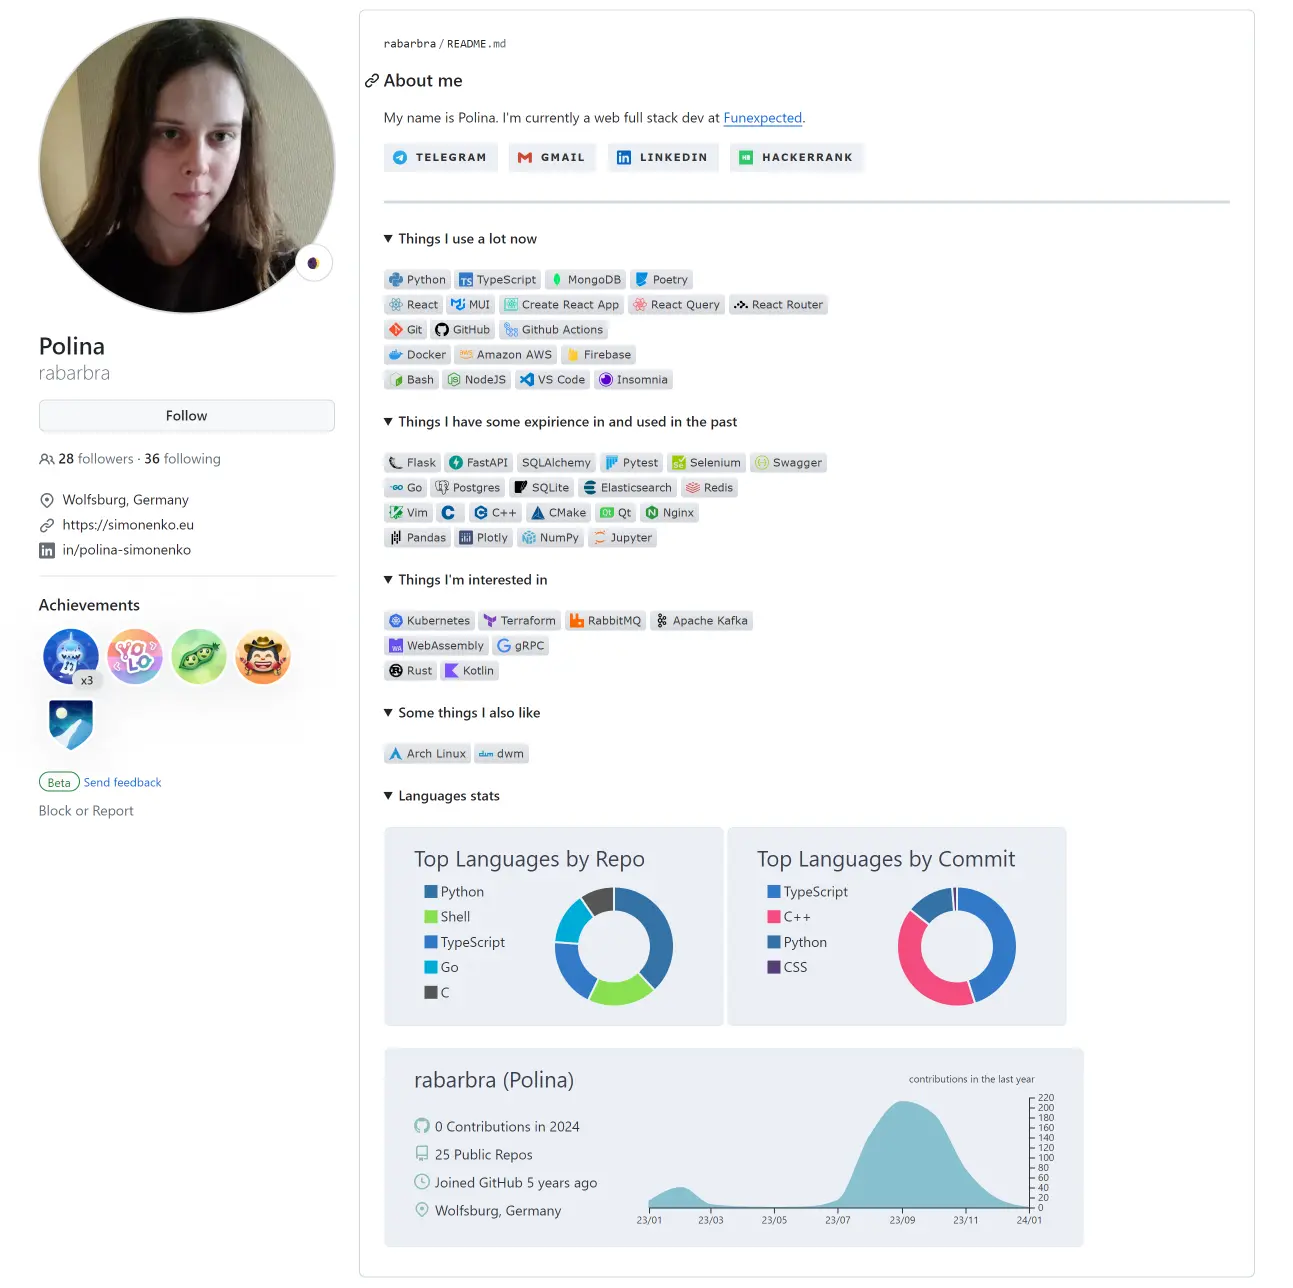 Polina
rabarbra
Follow
28 followers · 36 following
Wolfsburg, Germany
https://simonenko.eu
in/polina-simonenko
Achievements
YOLO
x3
Beta Send feedback
Block or Report
rabarbra / README.md
About me
My name is Polina. I'm currently a web full stack dev at Funexpected.
TELEGRAM GMAIL LINKEDIN HACKERRANK
Things I use a lot now
Python TypeScript MongoDB Poetry
React MUI Create React App React Query React Router
Git GitHub Github Actions
Docker Amazon AWS Firebase
Bash NodeJS VS Code Insomnia
Things I have some expirience in and used in the past
Flask FastAPI SQLAlchemy Pytest Selenium Swagger
Go Postgres SQLite Elasticsearch Redis
Vim C C++ CMake Qt Nginx
Pandas Plotly NumPy Jupyter
Things I'm interested in
Kubernetes Terraform RabbitMQ Apache Kafka
WebAssembly gRPC
Rust Kotlin
Some things I also like
Arch Linux dwm
Languages stats
Top Languages by Repo
Python
Shell
TypeScript
Go
C
Top Languages by Commit
TypeScript
C++
Python
CSS
rabarbra (Polina)
0 Contributions in 2024
25 Public Repos
Joined GitHub 5 years ago
Wolfsburg, Germany
contributions in the last year
220
200
180
160
140
120
100
80
60
40
20
0
23/01 23/03 23/05 23/07 23/09 23/11 24/01